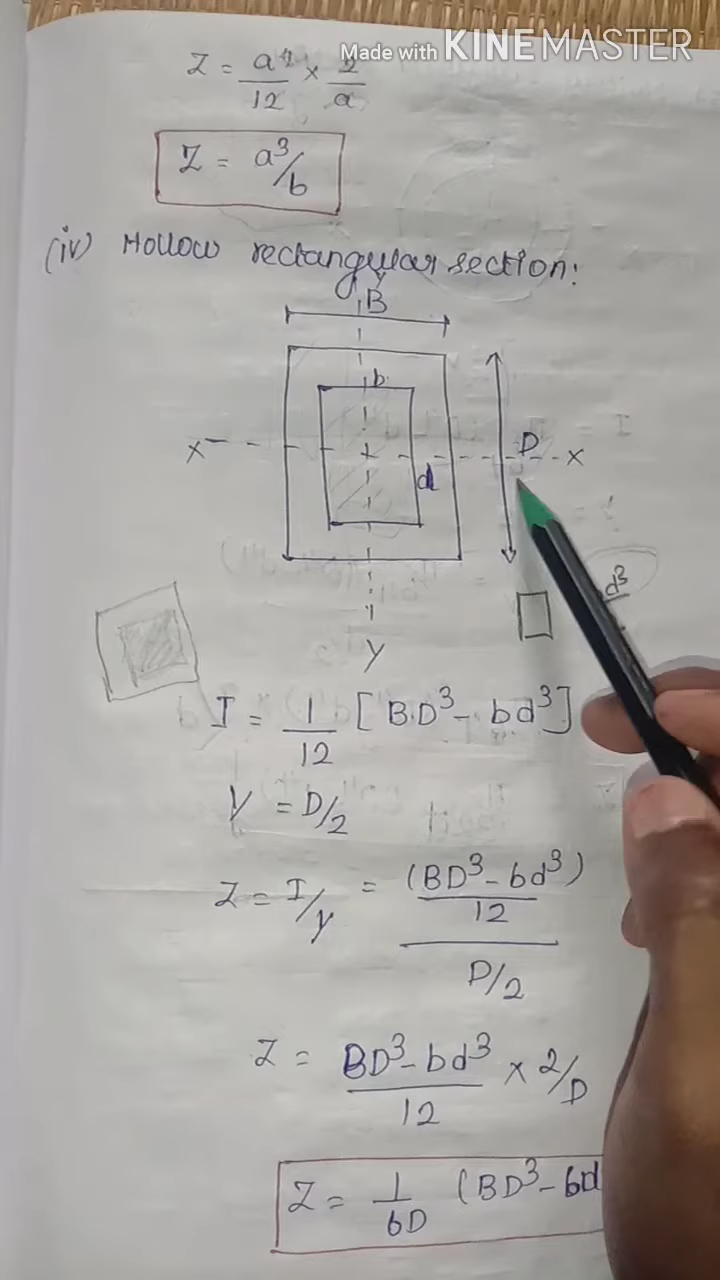 Made with KINEMASTER
Z = a⁴/12 × 2/a
Z = a³/6
(iv) Hollow rectangular section:
Y
B
b
X X
D
d
d³
Y
I = 1/12 [BD³ - bd³]
Y = D/2
Z = I/Y = (BD³ - bd³)/12 / D/2
Z = BD³ - bd³/12 × 2/D
Z = 1/6D (BD³ - bd